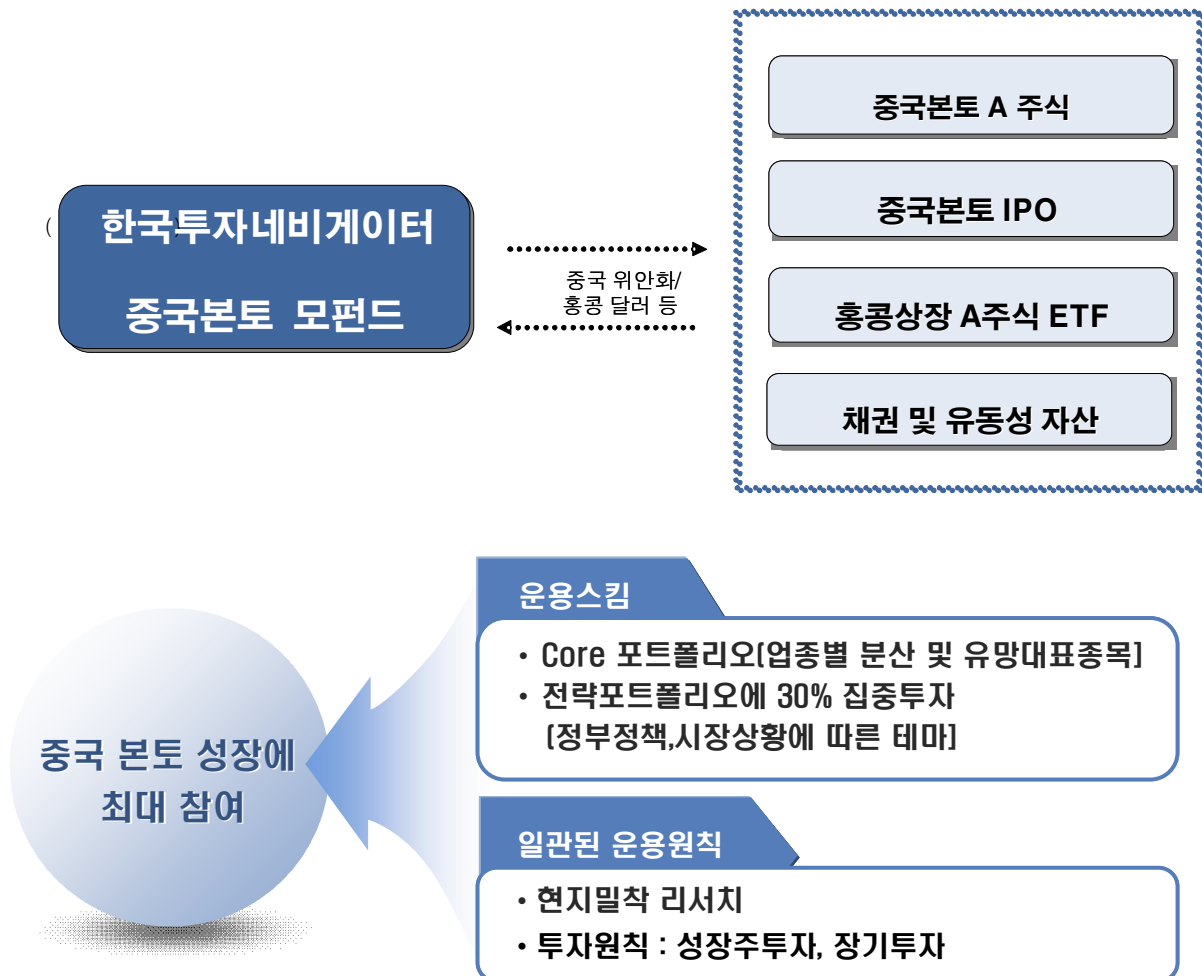 (
한국투자네비게이터
중국본토 모펀드
중국 위안화/
홍콩 달러 등
중국본토 A 주식
중국본토 IPO
홍콩상장 A주식 ETF
채권 및 유동성 자산
중국 본토 성장에
최대 참여
운용스킴
• Core 포트폴리오[업종별 분산 및 유망대표종목]
• 전략포트폴리오에 30% 집중투자
[정부정책,시장상황에 따른 테마]
일관된 운용원칙
• 현지밀착 리서치
• 투자원칙 : 성장주투자, 장기투자